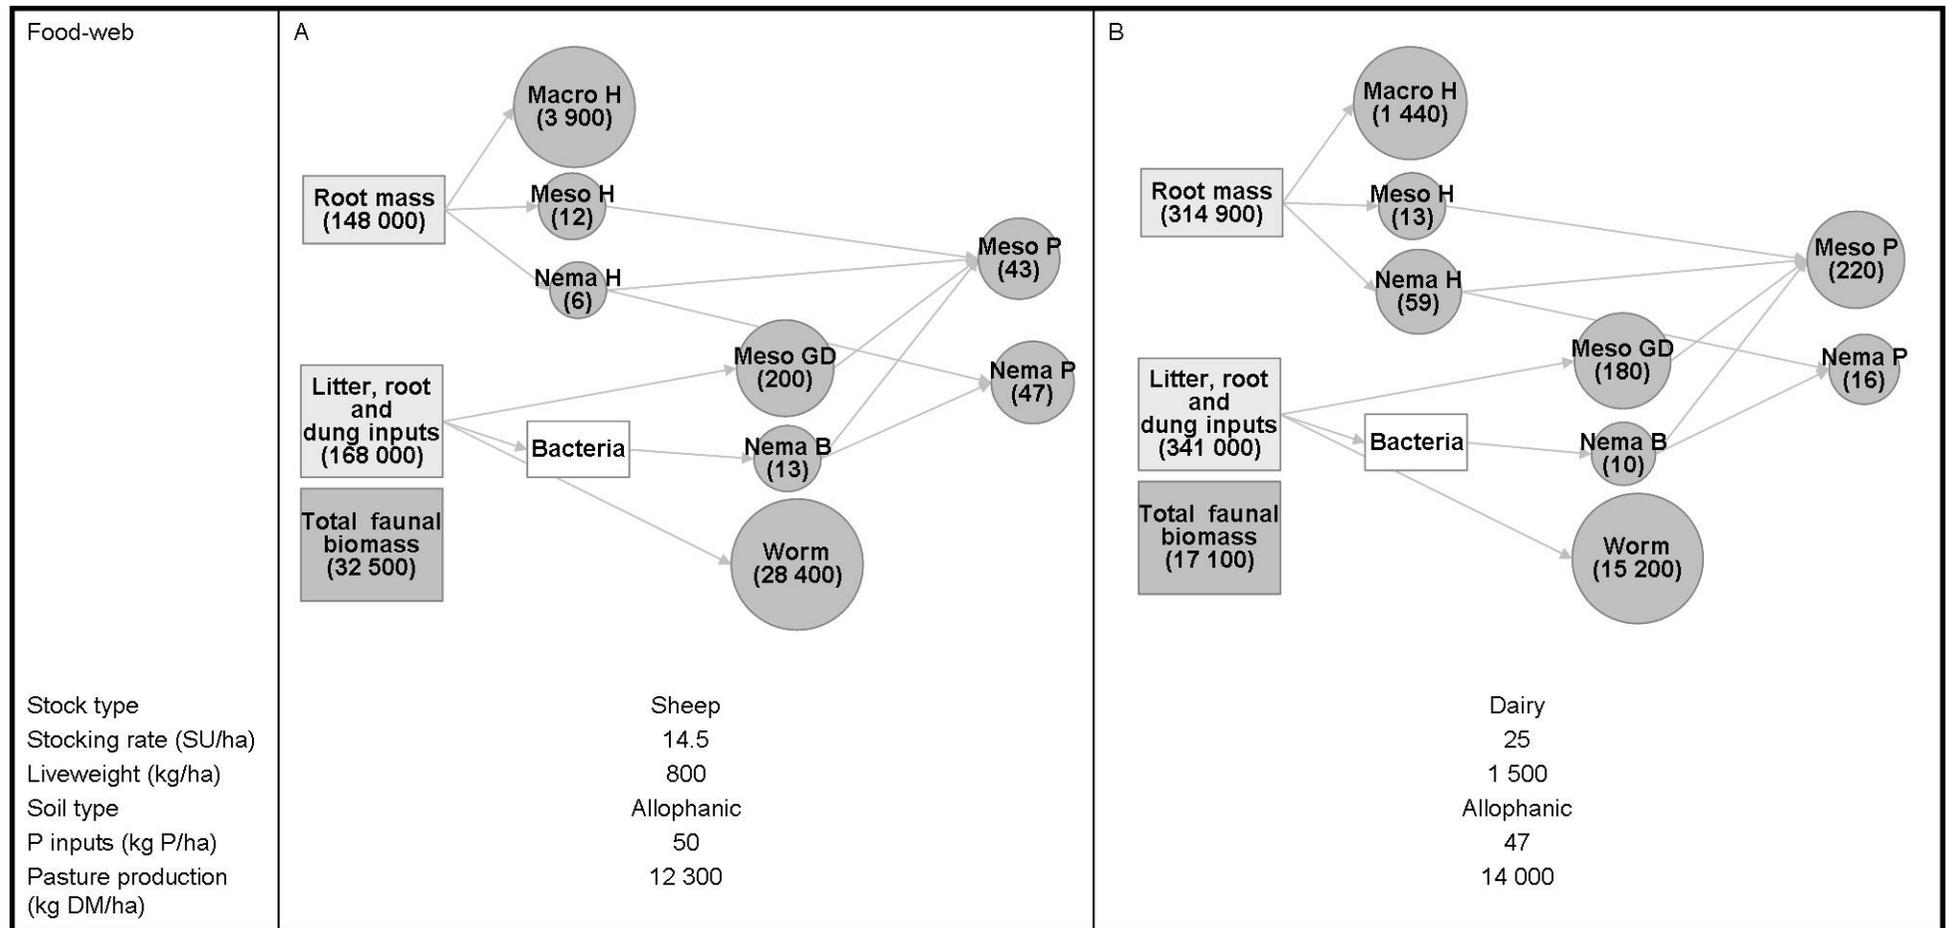 Food-web
A
Macro H
(3 900)
Root mass
(148 000)
Meso H
(12)
Nema H
(6)
Meso P
(43)
Meso GD
(200)
Nema P
(47)
Litter, root
and
dung inputs
(168 000)
Bacteria
Nema B
(13)
Total faunal
biomass
(32 500)
Worm
(28 400)
B
Macro H
(1 440)
Root mass
(314 900)
Meso H
(13)
Nema H
(59)
Meso P
(220)
Meso GD
(180)
Nema P
(16)
Litter, root
and
dung inputs
(341 000)
Bacteria
Nema B
(10)
Total faunal
biomass
(17 100)
Worm
(15 200)
Stock type Sheep Dairy
Stocking rate (SU/ha) 14.5 25
Liveweight (kg/ha) 800 1 500
Soil type Allophanic Allophanic
P inputs (kg P/ha) 50 47
Pasture production 12 300 14 000
(kg DM/ha)